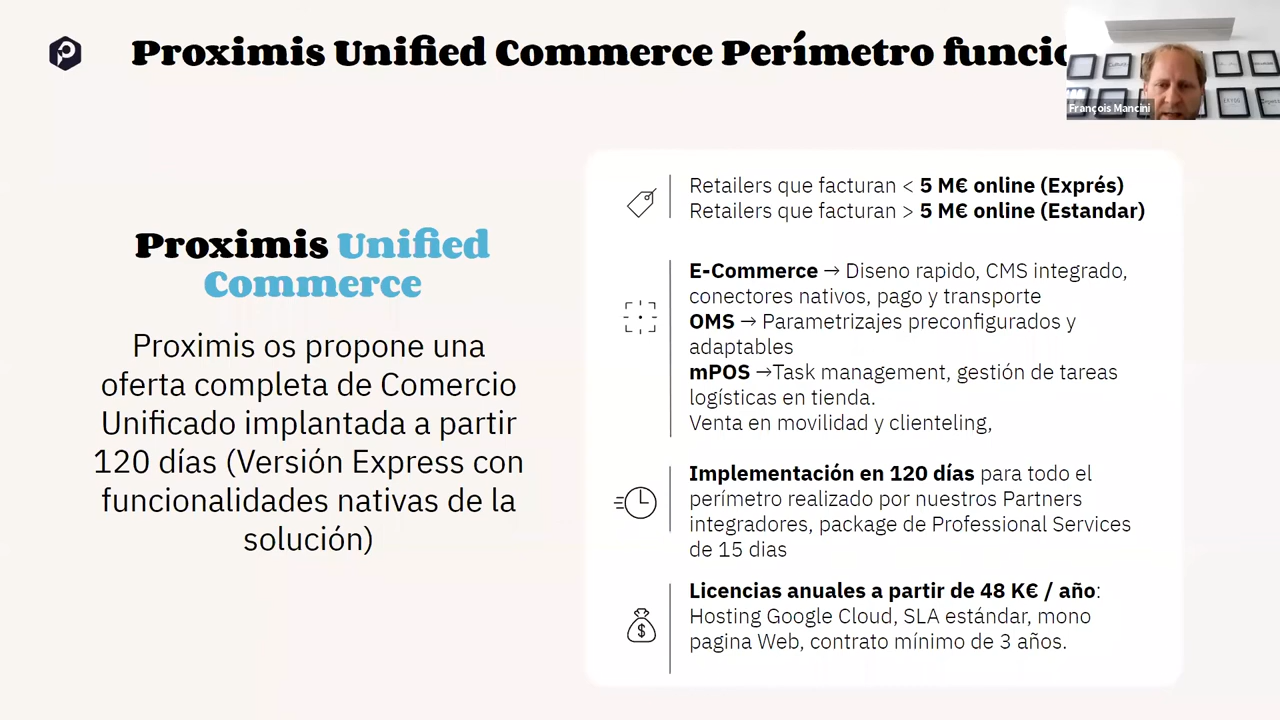 Proximis Unified Commerce Perímetro
François Mancini
Proximis Unified
Commerce
Proximis os propone una
oferta completa de Comercio
Unificado implantada a partir
120 días (Versión Express con
funcionalidades nativas de la
solución)
Retailers que facturan < 5 M€ online (Exprés)
Retailers que facturan > 5 M€ online (Estandar)
E-Commerce → Diseno rapido, CMS integrado,
conectores nativos, pago y transporte
OMS → Parametrizajes preconfigurados y
adaptables
mPOS →Task management, gestión de tareas
logísticas en tienda.
Venta en movilidad y clienteling,
Implementación en 120 días para todo el
perímetro realizado por nuestros Partners
integradores, package de Professional Services
de 15 dias
Licencias anuales a partir de 48 K€ / año:
Hosting Google Cloud, SLA estándar, mono
pagina Web, contrato mínimo de 3 años.